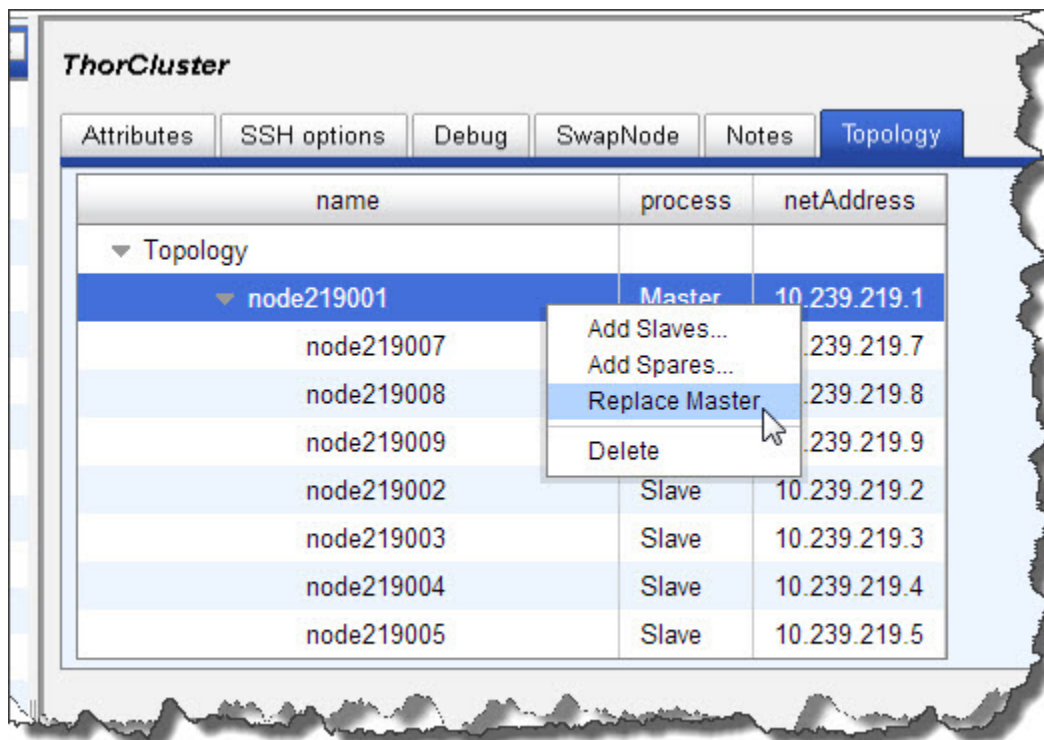 ThorCluster
Attributes SSH options Debug SwapNode Notes Topology
name process netAddress
Topology
node219001 Master 10.239.219.1
Add Slaves...
node219007 .239.219.7
Add Spares...
node219008 .239.219.8
Replace Master
node219009 .239.219.9
Delete
node219002 Slave 10.239.219.2
node219003 Slave 10.239.219.3
node219004 Slave 10.239.219.4
node219005 Slave 10.239.219.5